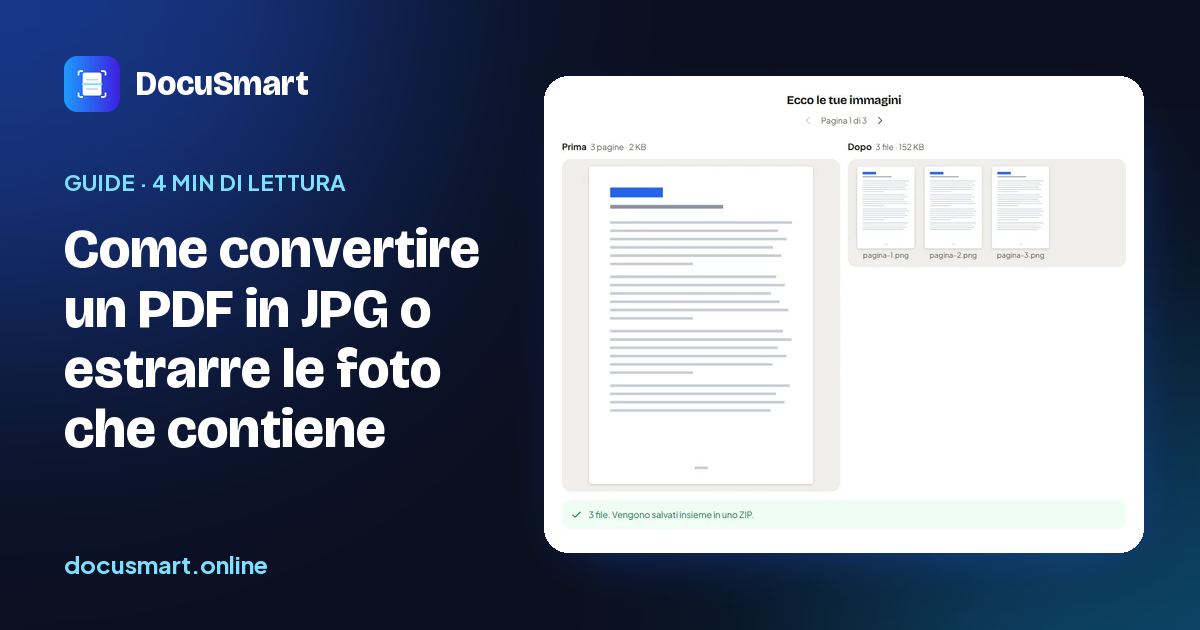 DocuSmart
GUIDE · 4 MIN DI LETTURA
Come convertire
un PDF in JPG o
estrarre le foto
che contiene
docusmart.online
Ecco le tue immagini
Pagina 1 di 3
Prima 3 pagine · 2 KB
Dopo 3 file · 152 KB
pagina-1.png
pagina-2.png
pagina-3.png
3 file. Vengono salvati insieme in uno ZIP.